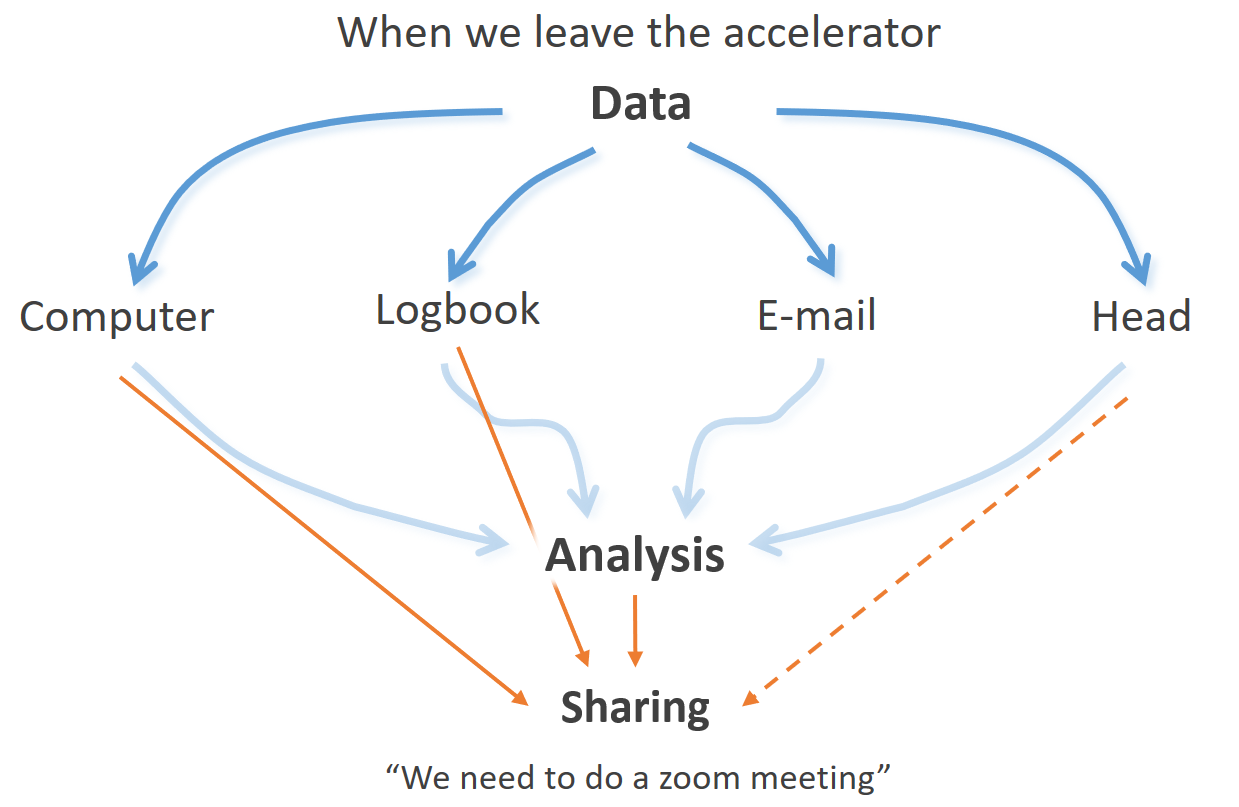 When we leave the accelerator
Data
Computer
Logbook
E-mail
Head
Analysis
Sharing
“We need to do a zoom meeting”